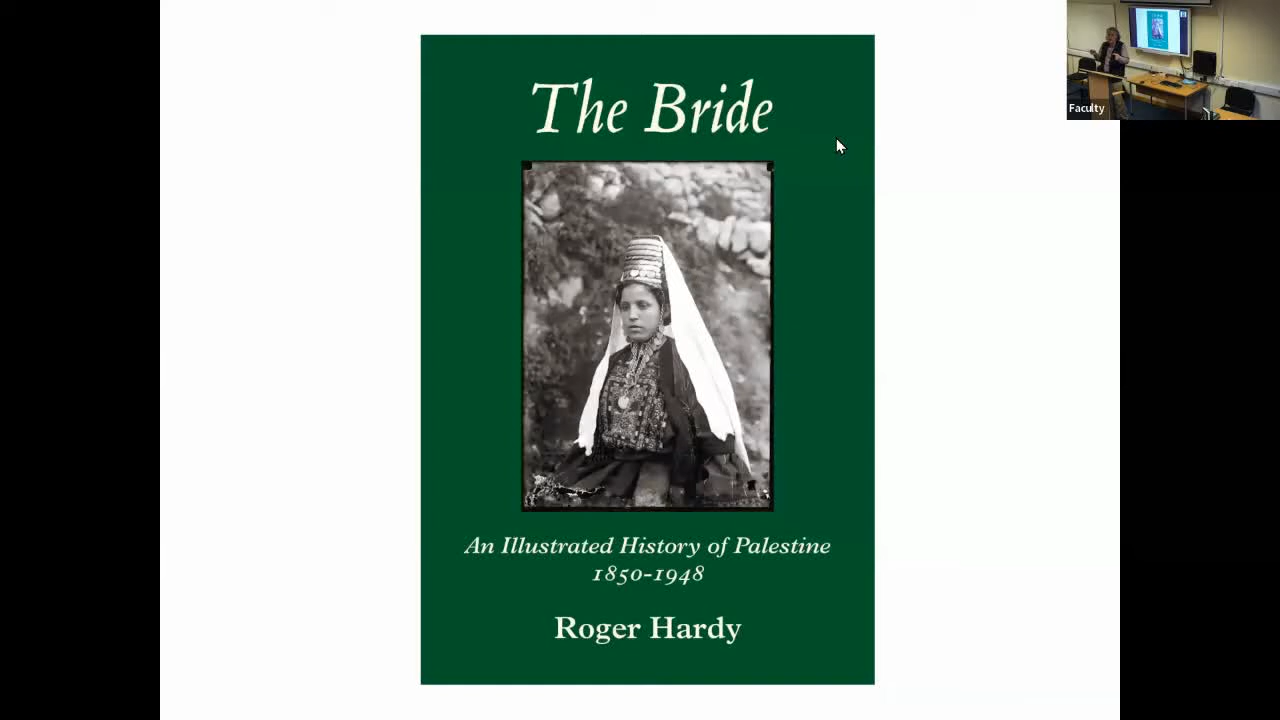 The Bride
An Illustrated History of Palestine
1850-1948
Roger Hardy
Faculty